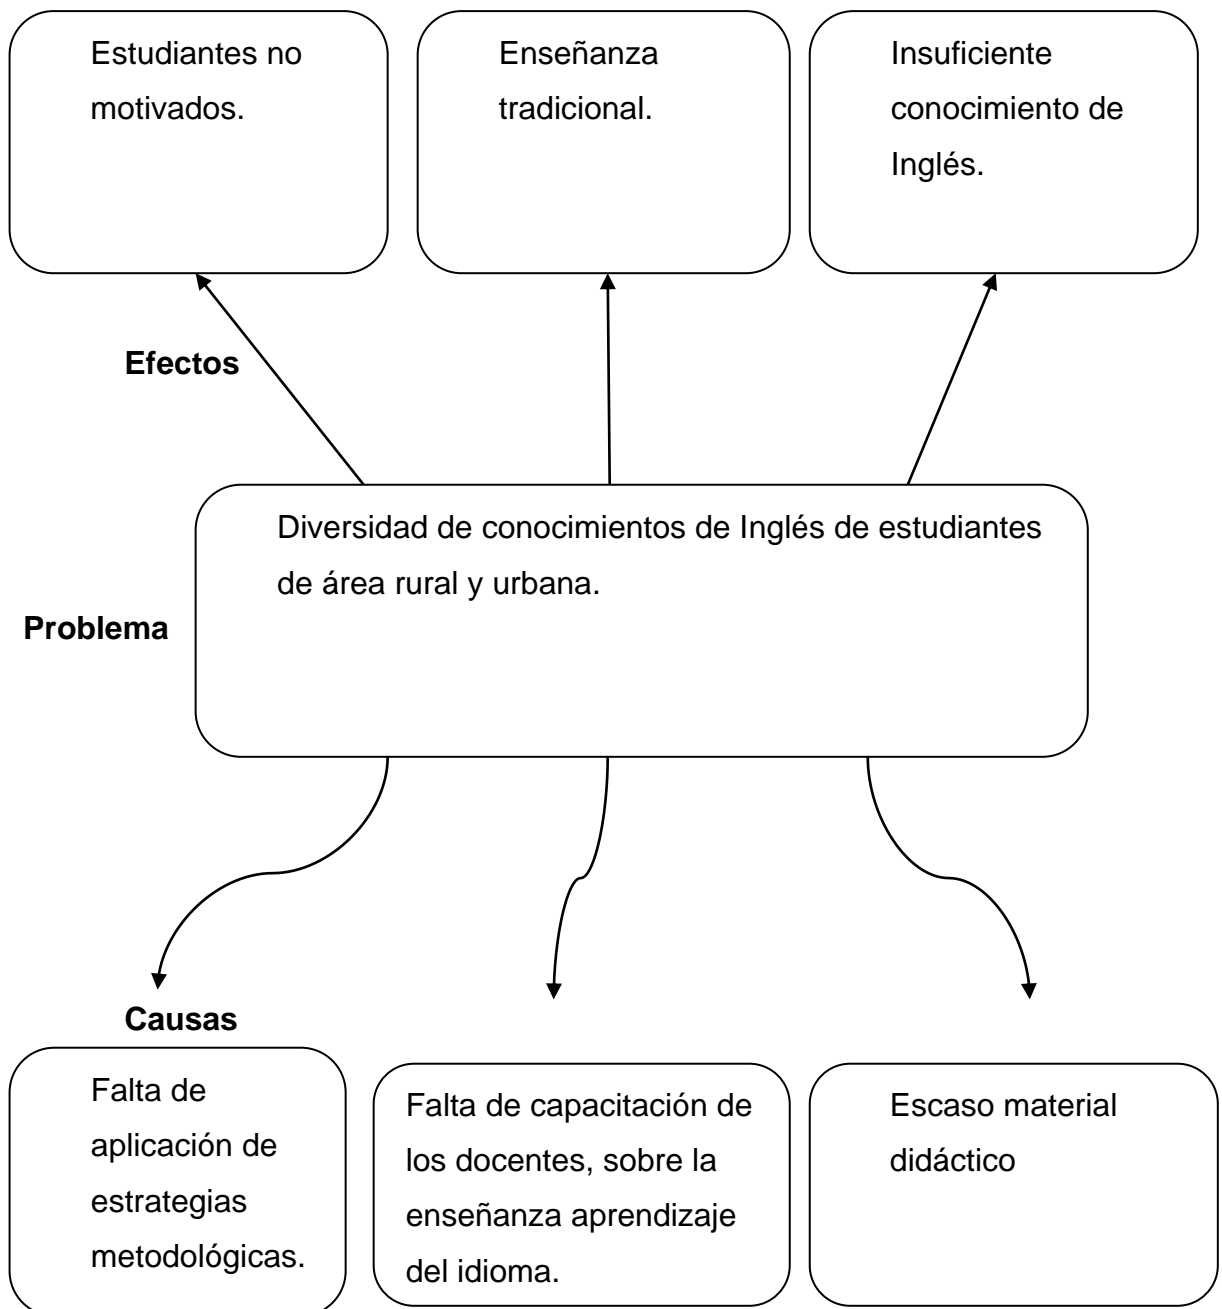 Estudiantes no
motivados.
Enseñanza
tradicional.
Insuficiente
conocimiento de
Inglés.
Efectos
Diversidad de conocimientos de Inglés de estudiantes
de área rural y urbana.
Problema
Causas
Falta de
aplicación de
estrategias
metodológicas.
Falta de capacitación de
los docentes, sobre la
enseñanza aprendizaje
del idioma.
Escaso material
didáctico